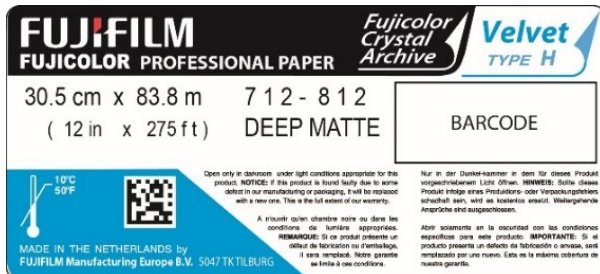 FUJIFILM
FUJICOLOR PROFESSIONAL PAPER
Fujicolor
Crystal
Archive
Velvet
TYPE H
30.5 cm x 83.8 m
( 12 in x 275 ft )
712-812
DEEP MATTE
BARCODE
10°C
50°F
MADE IN THE NETHERLANDS by
FUJIFILM Manufacturing Europe B.V. 5047 TK TILBURG
Open only in darkroom under light conditions appropriate for this
product. NOTICE: If this product is found faulty due to some
defect in our manufacturing or packaging, it will be replaced
with a new one. This is the full extent of our warranty.
A n'ouvrir qu'en chambre noire ou dans les
conditions de lumière appropriées.
REMARQUE: Si ce produit présente un
défaut de fabrication ou d'emballage,
il sera remplacé. Notre garantie
se limite à ces conditions.
Nur in der Dunkel-kammer in dem für dieses Produkt
vorgeschriebenem Licht öffnen. HINWEIS: Sollte dieses
Produkt infolge eines Produktions- oder Verpackungsfehlers
schadhaft sein, wird es kostenlos ersetzt. Weitergehende
Ansprüche sind ausgeschlossen.
Abrir solamente en la oscuridad con las condiciones
específicas para este producto. IMPORTANTE: Si el
producto presenta un defecto de fabricación o envase, será
remplazado por uno nuevo. Esta es la máxima cobertura de
nuestra garantía.